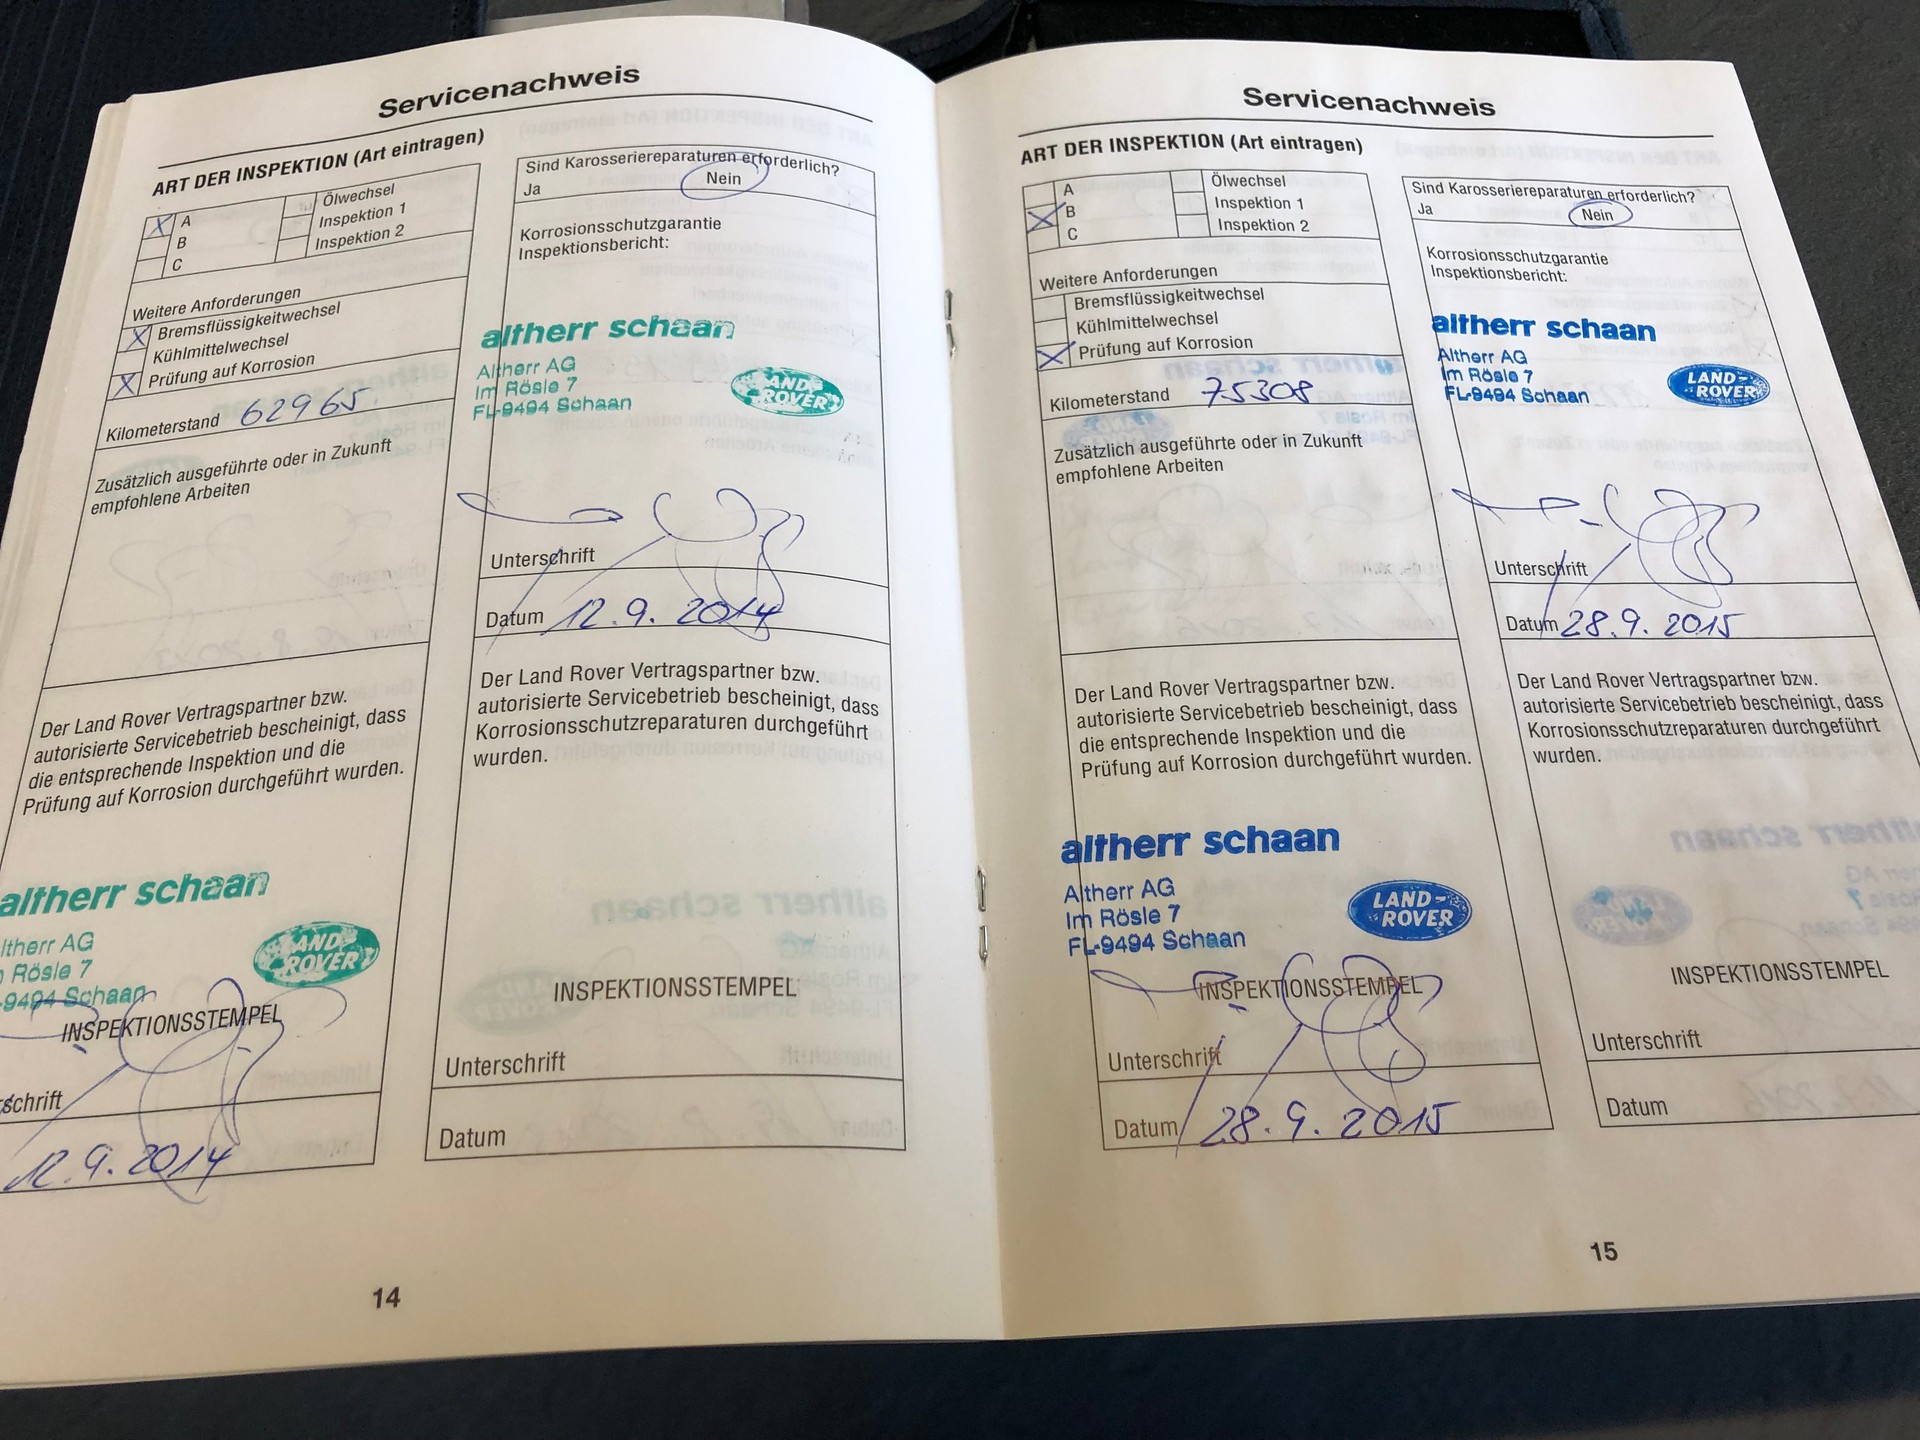 Servicenachweis
ART DER INSPEKTION (Art eintragen)
X A
B
C
Ölwechsel
Inspektion 1
Inspektion 2
Weitere Anforderungen
X Bremsflüssigkeitwechsel
Kühlmittelwechsel
X Prüfung auf Korrosion
Kilometerstand 62965
Zusätzlich ausgeführte oder in Zukunft
empfohlene Arbeiten
Der Land Rover Vertragspartner bzw.
autorisierte Servicebetrieb bescheinigt, dass
die entsprechende Inspektion und die
Prüfung auf Korrosion durchgeführt wurden.
altherr schaan
ltherr AG
Rösle 7
-9494 Schaan
LAND ROVER
INSPEKTIONSSTEMPEL
schrift
12.9.2014
Sind Karosseriereparaturen erforderlich?
Ja Nein
Korrosionsschutzgarantie
Inspektionsbericht:
altherr schaan
Altherr AG
Im Rösle 7
FL-9494 Schaan
LAND ROVER
Unterschrift
Datum 12.9.2014
Der Land Rover Vertragspartner bzw.
autorisierte Servicebetrieb bescheinigt, dass
Korrosionsschutzreparaturen durchgeführt
wurden.
INSPEKTIONSSTEMPEL
Unterschrift
Datum
14
Servicenachweis
ART DER INSPEKTION (Art eintragen)
A
X B
C
Ölwechsel
Inspektion 1
Inspektion 2
Weitere Anforderungen
Bremsflüssigkeitwechsel
Kühlmittelwechsel
X Prüfung auf Korrosion
Kilometerstand 75308
Zusätzlich ausgeführte oder in Zukunft
empfohlene Arbeiten
Der Land Rover Vertragspartner bzw.
autorisierte Servicebetrieb bescheinigt, dass
die entsprechende Inspektion und die
Prüfung auf Korrosion durchgeführt wurden.
altherr schaan
Altherr AG
Im Rösle 7
FL-9494 Schaan
LAND-ROVER
INSPEKTIONSSTEMPEL
Unterschrift
Datum 28.9.2015
Sind Karosseriereparaturen erforderlich?
Ja Nein
Korrosionsschutzgarantie
Inspektionsbericht:
altherr schaan
Altherr AG
Im Rösle 7
FL-9494 Schaan
LAND-ROVER
Unterschrift
Datum 28.9.2015
Der Land Rover Vertragspartner bzw.
autorisierte Servicebetrieb bescheinigt, dass
Korrosionsschutzreparaturen durchgeführt
wurden.
INSPEKTIONSSTEMPEL
Unterschrift
Datum
15